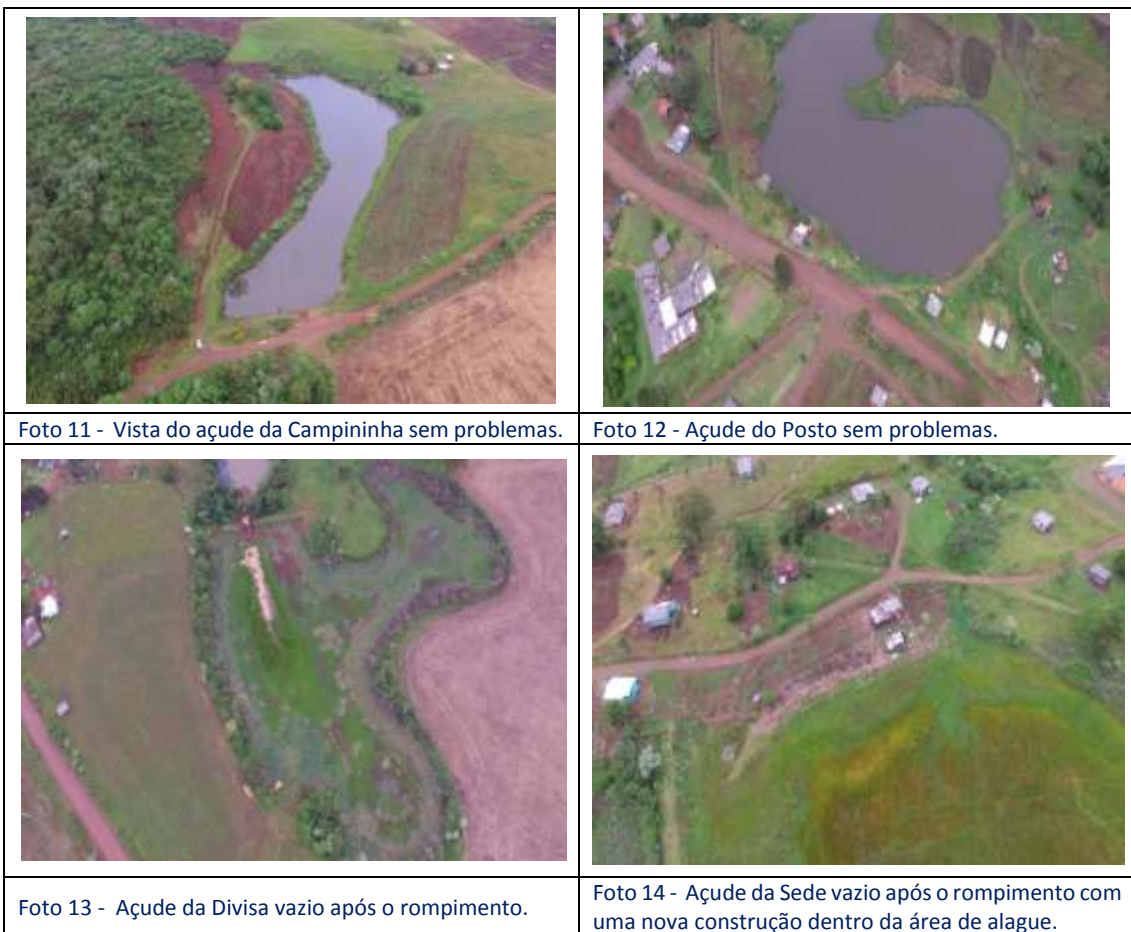 Foto 11 - Vista do açude da Campininha sem problemas.
Foto 12 - Açude do Posto sem problemas.
Foto 13 - Açude da Divisa vazio após o rompimento.
Foto 14 - Açude da Sede vazio após o rompimento com
uma nova construção dentro da área de alague.